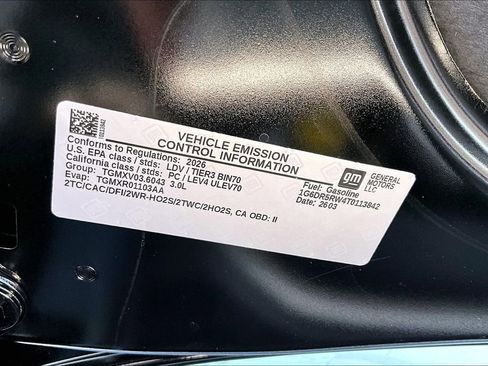 T0113842
VEHICLE EMISSION
CONTROL INFORMATION
Conforms to Regulations: 2026
U.S. EPA class / stds: LDV / TIER3 BIN70
California class / stds: PC / LEV4 ULEV70
Group: TGMXV03.6043 3.0L
Evap: TGMXR01103AA
2TC/CAC/DFI/2WR-HO2S/2TWC/2HO2S, CA OBD: II
gm
GENERAL
MOTORS
LLC
Fuel: Gasoline
1G6DR5RW4T0113842
Date: 2603